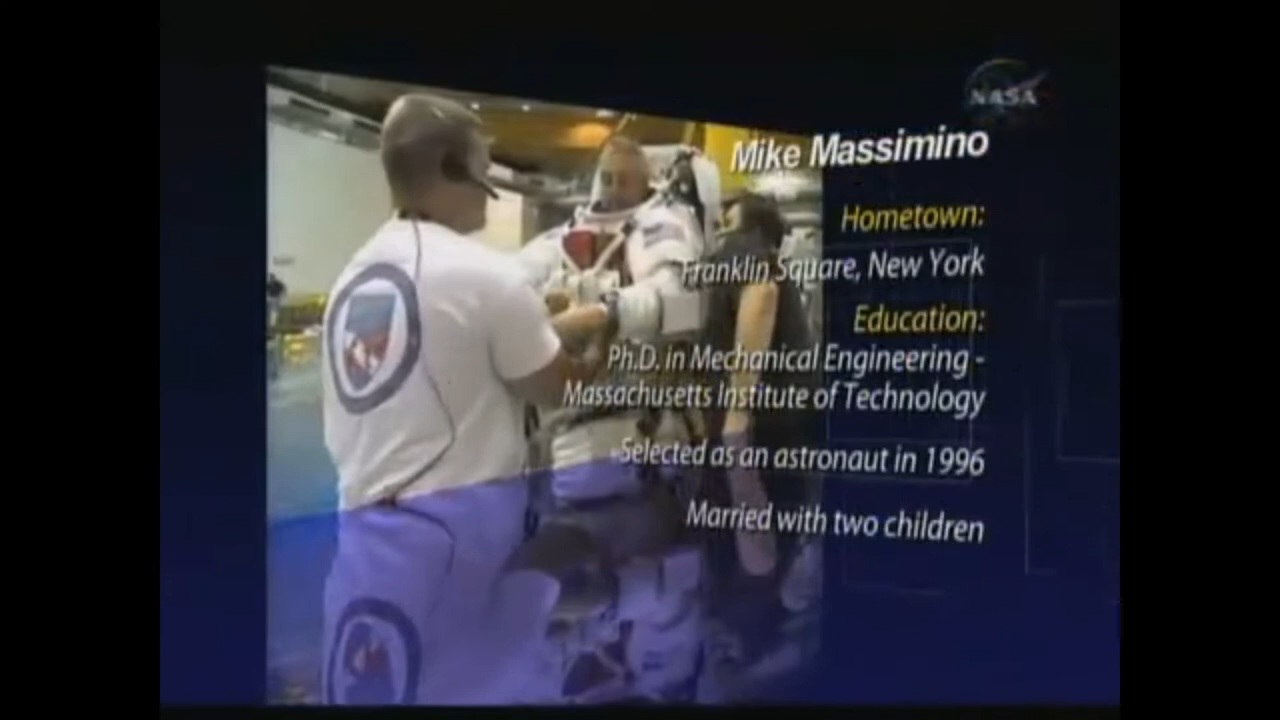 NASA
Mike Massimino
Hometown:
Franklin Square, New York
Education:
Ph.D. in Mechanical Engineering -
Massachusetts Institute of Technology
Selected as an astronaut in 1996
Married with two children